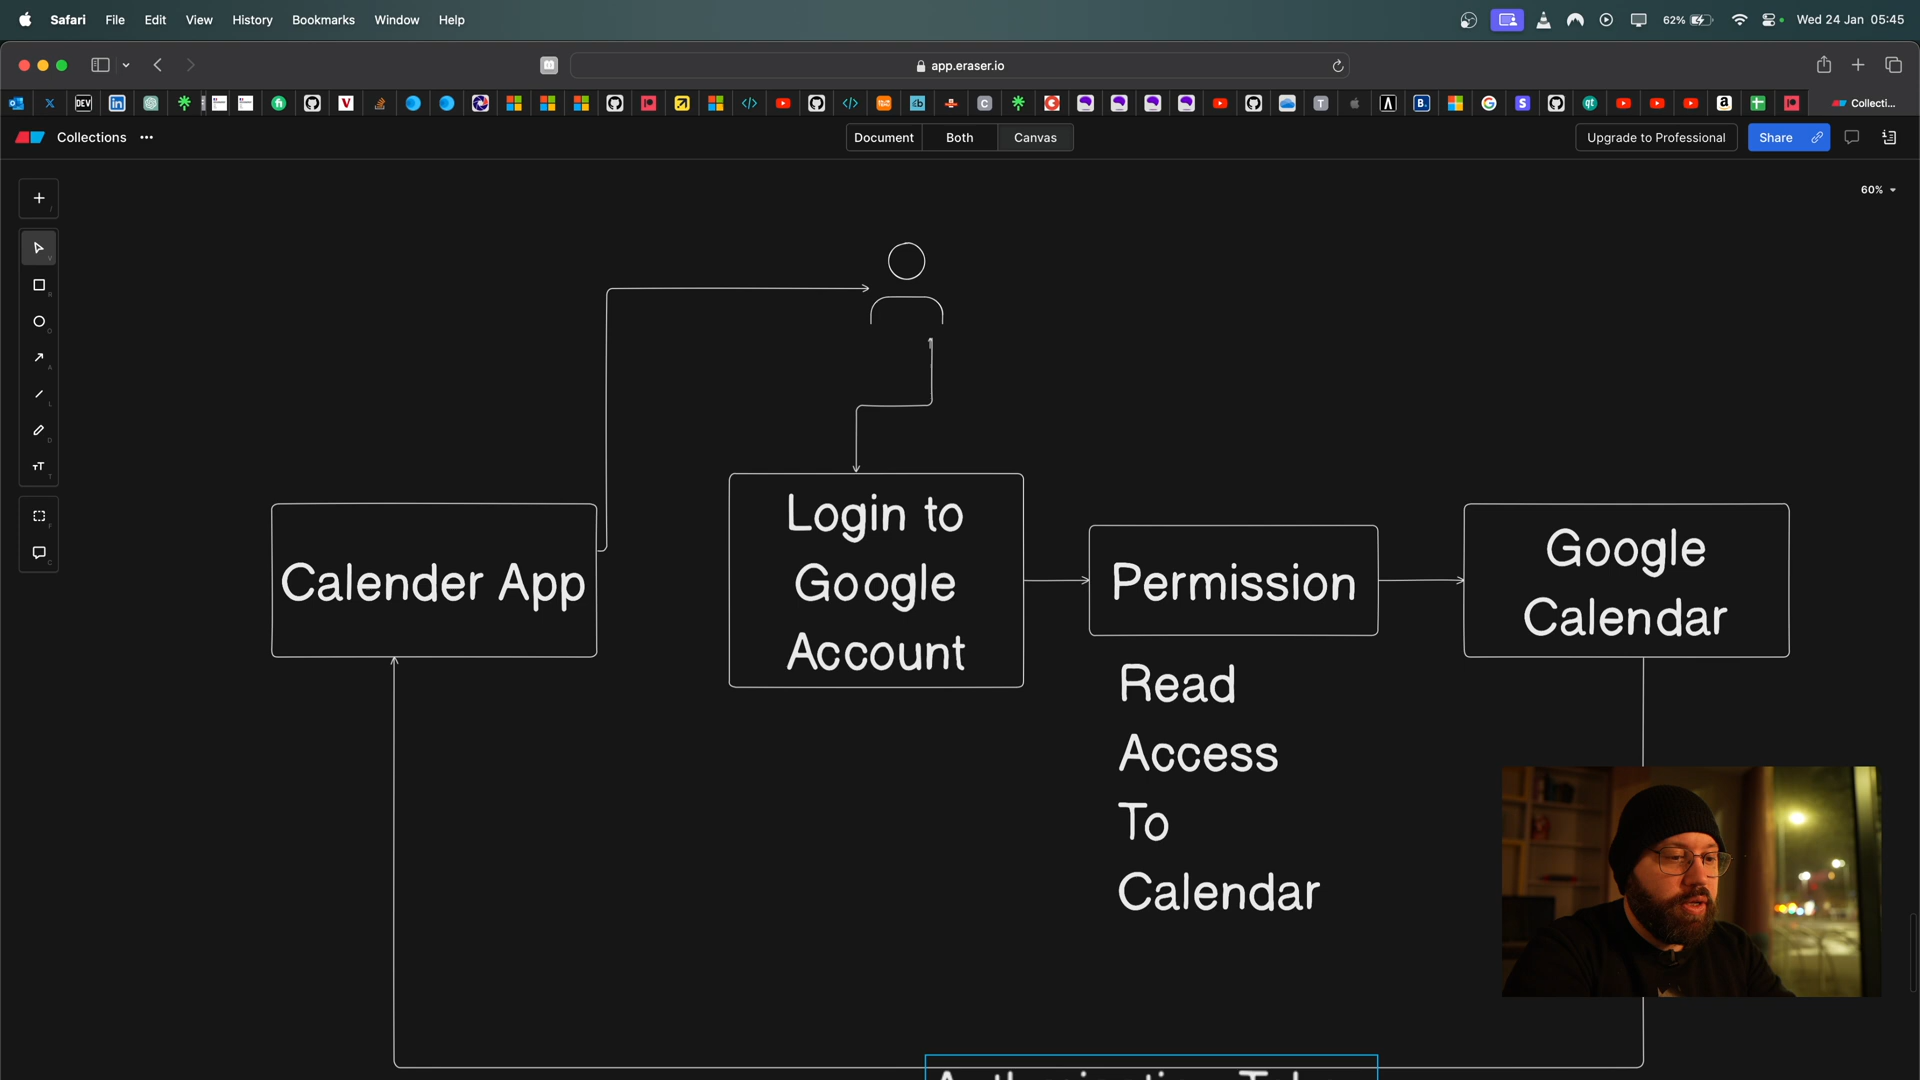 Safari File Edit View History Bookmarks Window Help
62% Wed 24 Jan 05:45
app.eraser.io
DEV
Collecti...
Collections
Document Both Canvas
Upgrade to Professional
Share
60%
Calender App
Login to
Google
Account
Permission
Google
Calendar
Read
Access
To
Calendar